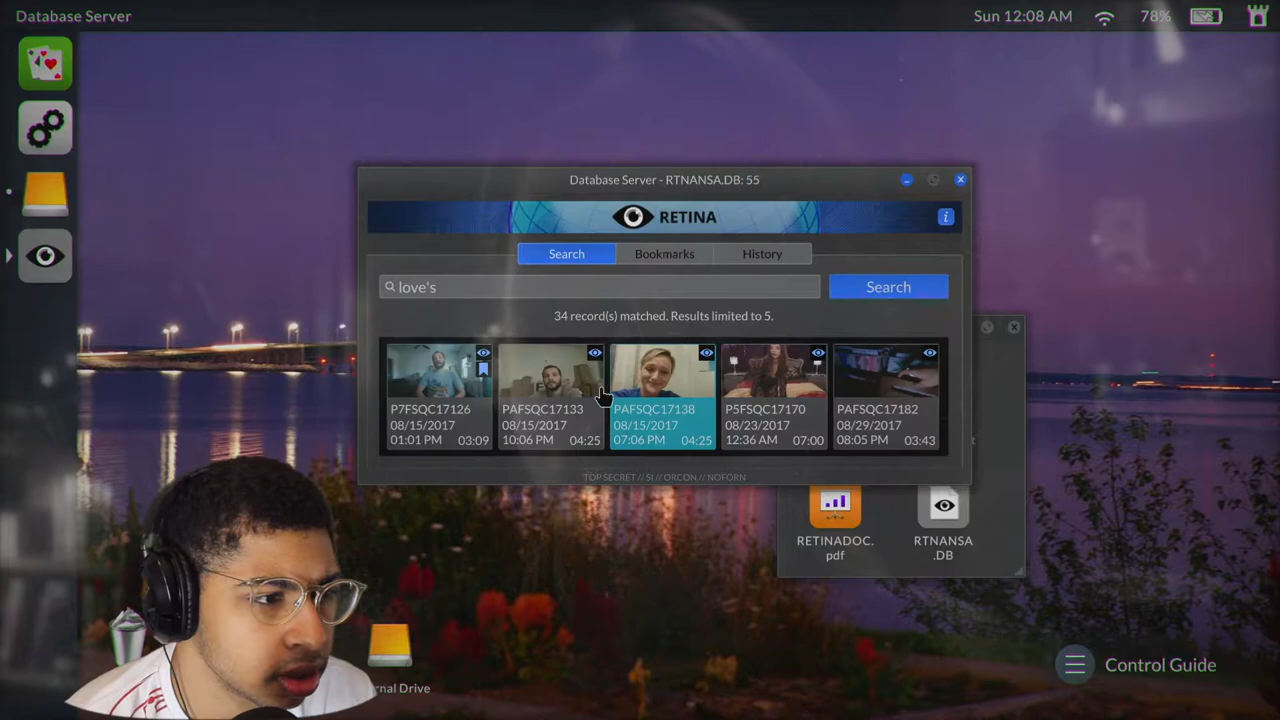 Database Server
Sun 12:08 AM
78%
Database Server - RTNANSA.DB: 55
RETINA
i
Search
Bookmarks
History
love's
Search
34 record(s) matched. Results limited to 5.
P7FSQC17126
08/15/2017
01:01 PM 03:09
PAFSQC17133
08/15/2017
10:06 PM 04:25
PAFSQC17138
08/15/2017
07:06 PM 04:25
P5FSQC17170
08/23/2017
12:36 AM 07:00
PAFSQC17182
08/29/2017
08:05 PM 03:43
TOP SECRET // SI // ORCON // NOFORN
RETINADOC.
pdf
RTNANSA
.DB
rnal Drive
Control Guide